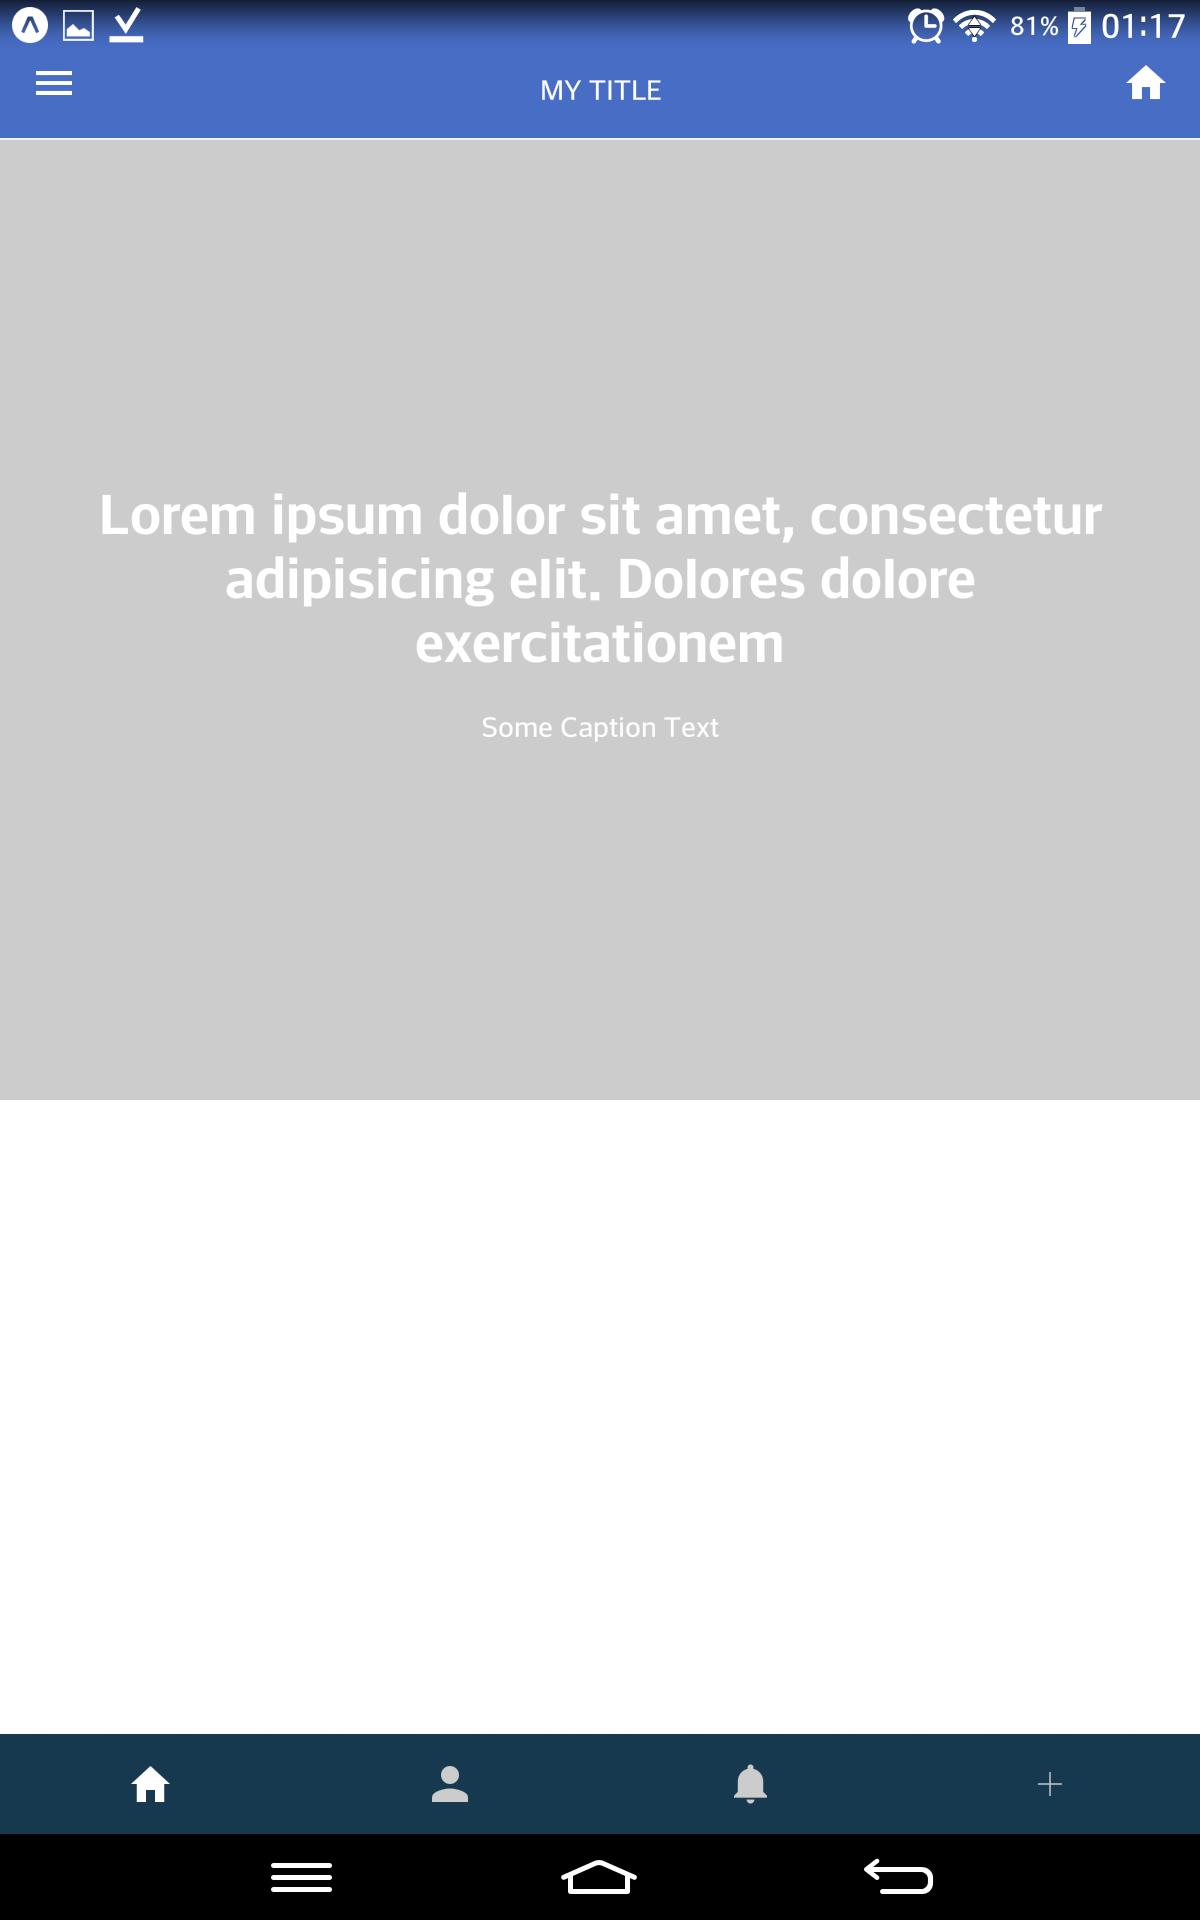 81% 01:17
MY TITLE
Lorem ipsum dolor sit amet, consectetur
adipisicing elit. Dolores dolore
exercitationem
Some Caption Text